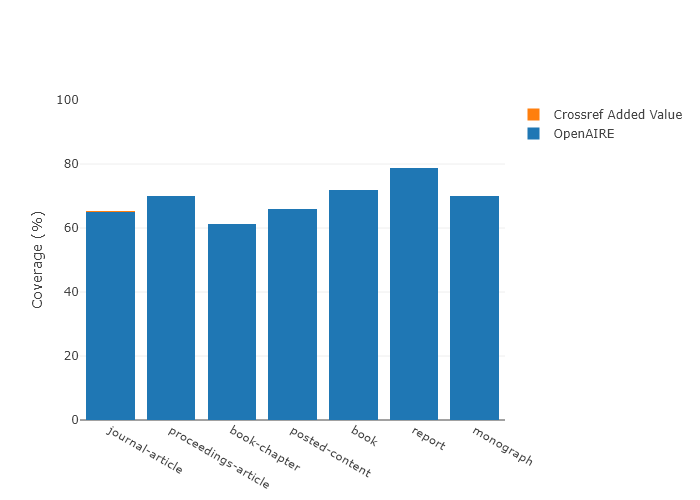 100
80
60
40
20
0
Coverage (%)
journal-article
proceedings-article
book-chapter
posted-content
book
report
monograph
Crossref Added Value
OpenAIRE